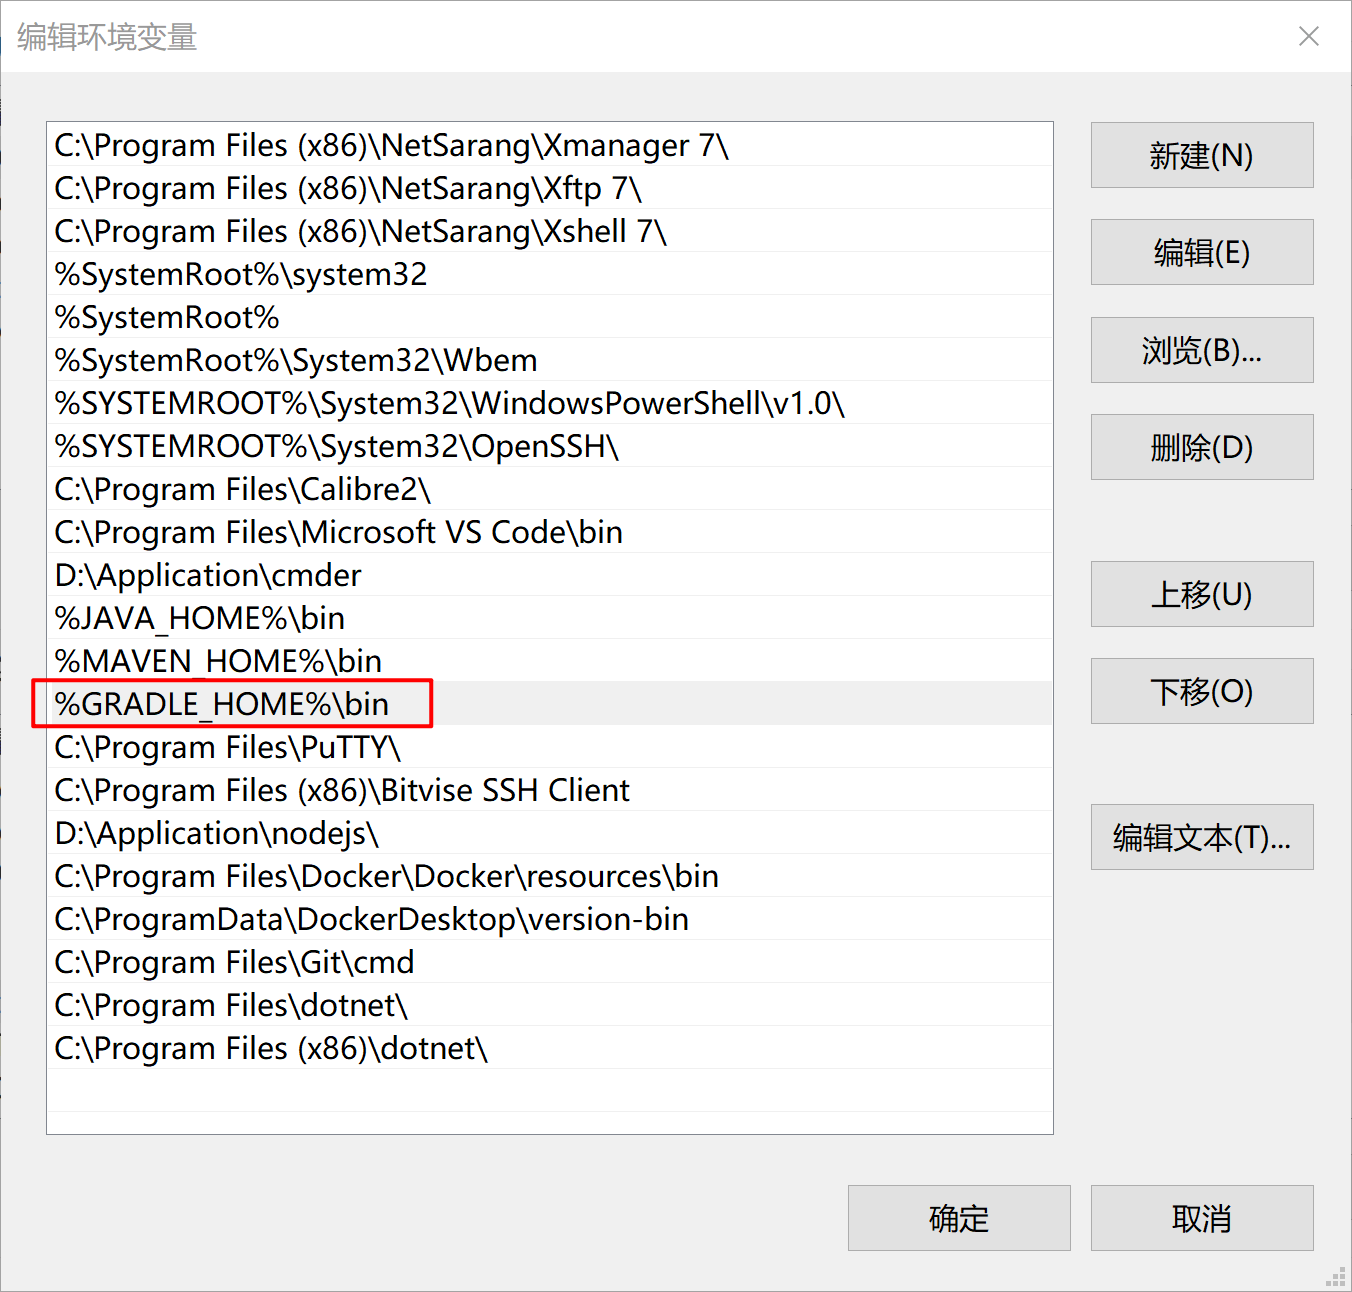 编辑环境变量
C:\Program Files (x86)\NetSarang\Xmanager 7\
C:\Program Files (x86)\NetSarang\Xftp 7\
C:\Program Files (x86)\NetSarang\Xshell 7\
%SystemRoot%\system32
%SystemRoot%
%SystemRoot%\System32\Wbem
%SYSTEMROOT%\System32\WindowsPowerShell\v1.0\
%SYSTEMROOT%\System32\OpenSSH\
C:\Program Files\Calibre2\
C:\Program Files\Microsoft VS Code\bin
D:\Application\cmder
%JAVA_HOME%\bin
%MAVEN_HOME%\bin
%GRADLE_HOME%\bin
C:\Program Files\PuTTY\
C:\Program Files (x86)\Bitvise SSH Client
D:\Application\nodejs\
C:\Program Files\Docker\Docker\resources\bin
C:\ProgramData\DockerDesktop\version-bin
C:\Program Files\Git\cmd
C:\Program Files\dotnet\
C:\Program Files (x86)\dotnet\
新建(N)
编辑(E)
浏览(B)...
删除(D)
上移(U)
下移(O)
编辑文本(T)...
确定
取消